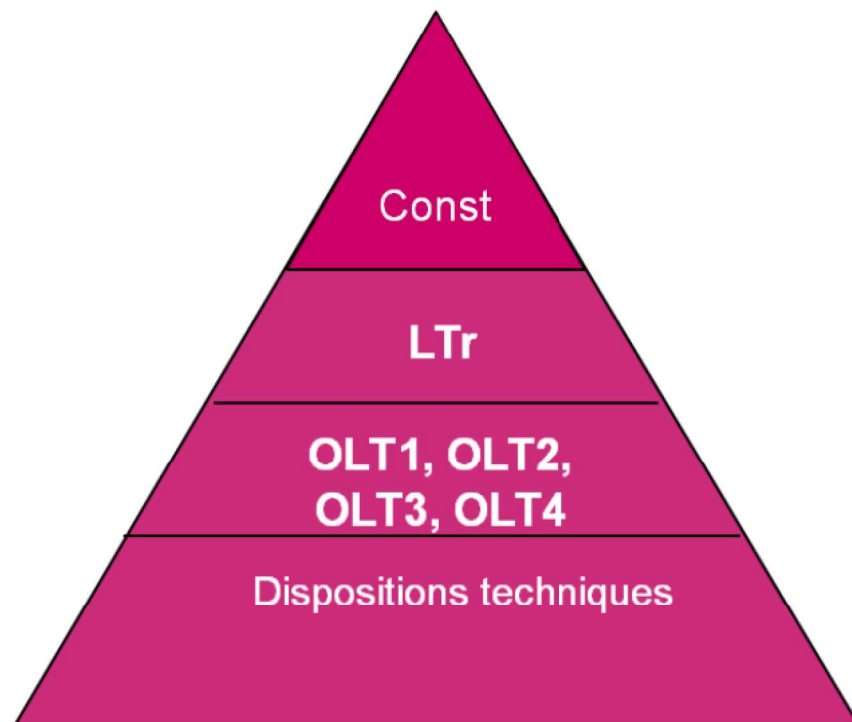 Const
LTr
OLT1, OLT2,
OLT3, OLT4
Dispositions techniques